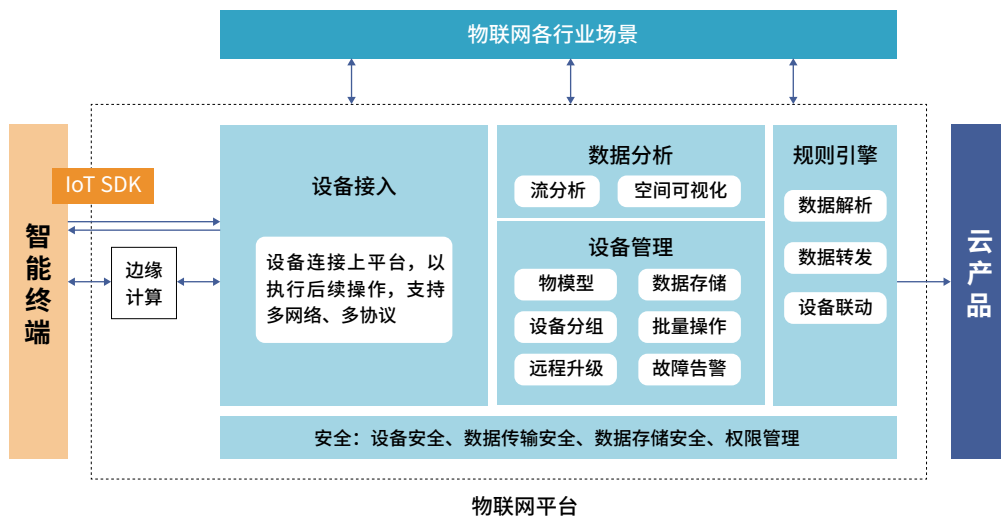 物联网各行业场景
智能终端
IoT SDK
边缘
计算
设备接入
设备连接上平台，以
执行后续操作，支持
多网络、多协议
数据分析
流分析
空间可视化
设备管理
物模型
数据存储
设备分组
批量操作
远程升级
故障告警
规则引擎
数据解析
数据转发
设备联动
云产品
安全：设备安全、数据传输安全、数据存储安全、权限管理
物联网平台